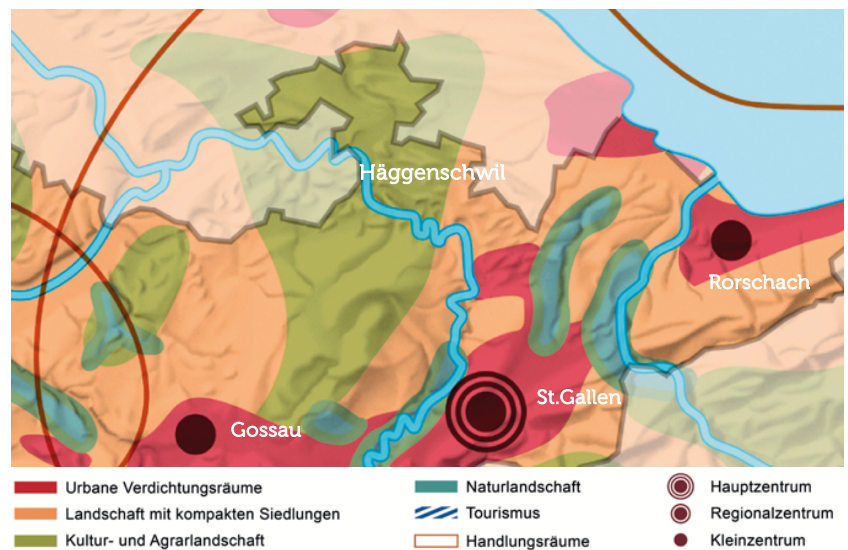 Häggenschwil
Rorschach
St.Gallen
Gossau
Urbane Verdichtungsräume
Landschaft mit kompakten Siedlungen
Kultur- und Agrarlandschaft
Naturlandschaft
Tourismus
Handlungsräume
Hauptzentrum
Regionalzentrum
Kleinzentrum